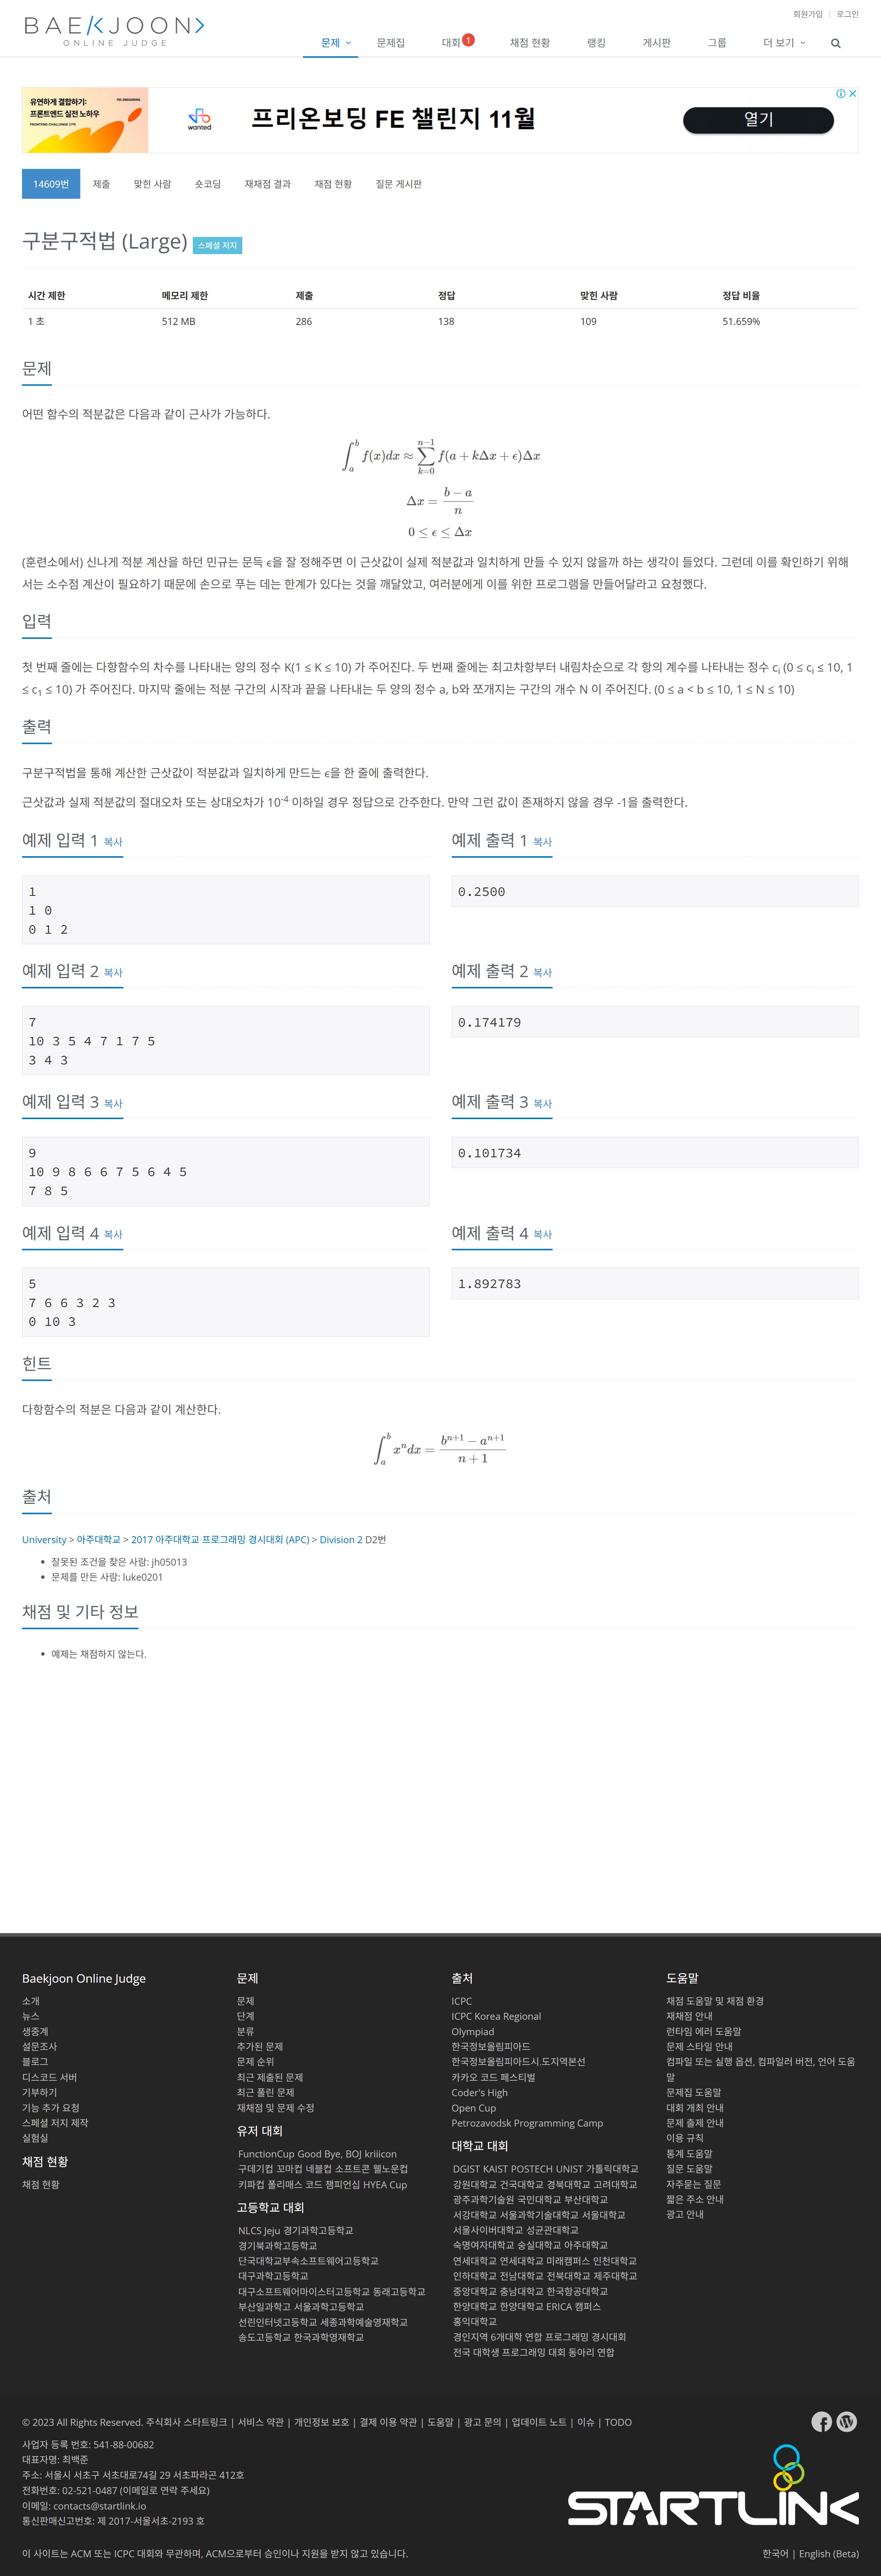 회원가입 | 로그인
BAEKJOON
ONLINE JUDGE
문제 문제집 대회 1 채점 현황 랭킹 게시판 그룹 더 보기
유연하게 결합하기: PRE-ONBOARDING
프론트엔드 실전 노하우
wanted
프리온보딩 FE 챌린지 11월
열기
14609번 제출 맞힌 사람 숏코딩 재채점 결과 채점 현황 질문 게시판
구분구적법 (Large) 스페셜 저지
시간 제한 메모리 제한 제출 정답 맞힌 사람 정답 비율
1 초 512 MB 286 138 109 51.659%
문제
어떤 함수의 적분값은 다음과 같이 근사가 가능하다.
∫_a^b f(x)dx ≈ ∑_{k=0}^{n−1} f(a + kΔx + ϵ)Δx
Δx = (b − a)/n
0 ≤ ϵ ≤ Δx
(훈련소에서) 신나게 적분 계산을 하던 민규는 문득 ϵ을 잘 정해주면 이 근삿값이 실제 적분값과 일치하게 만들 수 있지 않을까 하는 생각이 들었다. 그런데 이를 확인하기 위해
서는 소수점 계산이 필요하기 때문에 손으로 푸는 데는 한계가 있다는 것을 깨달았고, 여러분에게 이를 위한 프로그램을 만들어달라고 요청했다.
입력
첫 번째 줄에는 다항함수의 차수를 나타내는 양의 정수 K(1 ≤ K ≤ 10) 가 주어진다. 두 번째 줄에는 최고차항부터 내림차순으로 각 항의 계수를 나타내는 정수 c_i (0 ≤ c_i ≤ 10, 1
≤ c_1 ≤ 10) 가 주어진다. 마지막 줄에는 적분 구간의 시작과 끝을 나타내는 두 양의 정수 a, b와 쪼개지는 구간의 개수 N 이 주어진다. (0 ≤ a < b ≤ 10, 1 ≤ N ≤ 10)
출력
구분구적법을 통해 계산한 근삿값이 적분값과 일치하게 만드는 ϵ을 한 줄에 출력한다.
근삿값과 실제 적분값의 절대오차 또는 상대오차가 10^-4 이하일 경우 정답으로 간주한다. 만약 그런 값이 존재하지 않을 경우 -1을 출력한다.
예제 입력 1 복사
1
1 0
0 1 2
예제 출력 1 복사
0.2500
예제 입력 2 복사
7
10 3 5 4 7 1 7 5
3 4 3
예제 출력 2 복사
0.174179
예제 입력 3 복사
9
10 9 8 6 6 7 5 6 4 5
7 8 5
예제 출력 3 복사
0.101734
예제 입력 4 복사
5
7 6 6 3 2 3
0 10 3
예제 출력 4 복사
1.892783
힌트
다항함수의 적분은 다음과 같이 계산한다.
∫_a^b x^n dx = (b^{n+1} − a^{n+1})/(n + 1)
출처
University > 아주대학교 > 2017 아주대학교 프로그래밍 경시대회 (APC) > Division 2 D2번
잘못된 조건을 찾은 사람: jh05013
문제를 만든 사람: luke0201
채점 및 기타 정보
예제는 채점하지 않는다.
Baekjoon Online Judge
소개
뉴스
생중계
설문조사
블로그
디스코드 서버
기부하기
기능 추가 요청
스페셜 저지 제작
실험실
채점 현황
채점 현황
문제
문제
단계
분류
추가된 문제
문제 순위
최근 제출된 문제
최근 풀린 문제
재채점 및 문제 수정
유저 대회
FunctionCup Good Bye, BOJ kriiicon
구데기컵 꼬마컵 네블컵 소프트콘 웰노운컵
키파컵 폴리매스 코드 챔피언십 HYEA Cup
고등학교 대회
NLCS Jeju 경기과학고등학교
경기북과학고등학교
단국대학교부속소프트웨어고등학교
대구과학고등학교
대구소프트웨어마이스터고등학교 동래고등학교
부산일과학고 서울과학고등학교
선린인터넷고등학교 세종과학예술영재학교
송도고등학교 한국과학영재학교
출처
ICPC
ICPC Korea Regional
Olympiad
한국정보올림피아드
한국정보올림피아드시.도지역본선
카카오 코드 페스티벌
Coder's High
Open Cup
Petrozavodsk Programming Camp
대학교 대회
DGIST KAIST POSTECH UNIST 가톨릭대학교
강원대학교 건국대학교 경북대학교 고려대학교
광주과학기술원 국민대학교 부산대학교
서강대학교 서울과학기술대학교 서울대학교
서울사이버대학교 성균관대학교
숙명여자대학교 숭실대학교 아주대학교
연세대학교 연세대학교 미래캠퍼스 인천대학교
인하대학교 전남대학교 전북대학교 제주대학교
중앙대학교 충남대학교 한국항공대학교
한양대학교 한양대학교 ERICA 캠퍼스
홍익대학교
경인지역 6개대학 연합 프로그래밍 경시대회
전국 대학생 프로그래밍 대회 동아리 연합
도움말
채점 도움말 및 채점 환경
재채점 안내
런타임 에러 도움말
문제 스타일 안내
컴파일 또는 실행 옵션, 컴파일러 버전, 언어 도움
말
문제집 도움말
대회 개최 안내
문제 출제 안내
이용 규칙
통계 도움말
질문 도움말
자주묻는 질문
짧은 주소 안내
광고 안내
© 2023 All Rights Reserved. 주식회사 스타트링크 | 서비스 약관 | 개인정보 보호 | 결제 이용 약관 | 도움말 | 광고 문의 | 업데이트 노트 | 이슈 | TODO
사업자 등록 번호: 541-88-00682
대표자명: 최백준
주소: 서울시 서초구 서초대로74길 29 서초파라곤 412호
전화번호: 02-521-0487 (이메일로 연락 주세요)
이메일: contacts@startlink.io
통신판매신고번호: 제 2017-서울서초-2193 호
STARTLINK
이 사이트는 ACM 또는 ICPC 대회와 무관하며, ACM으로부터 승인이나 지원을 받지 않고 있습니다.
한국어 | English (Beta)